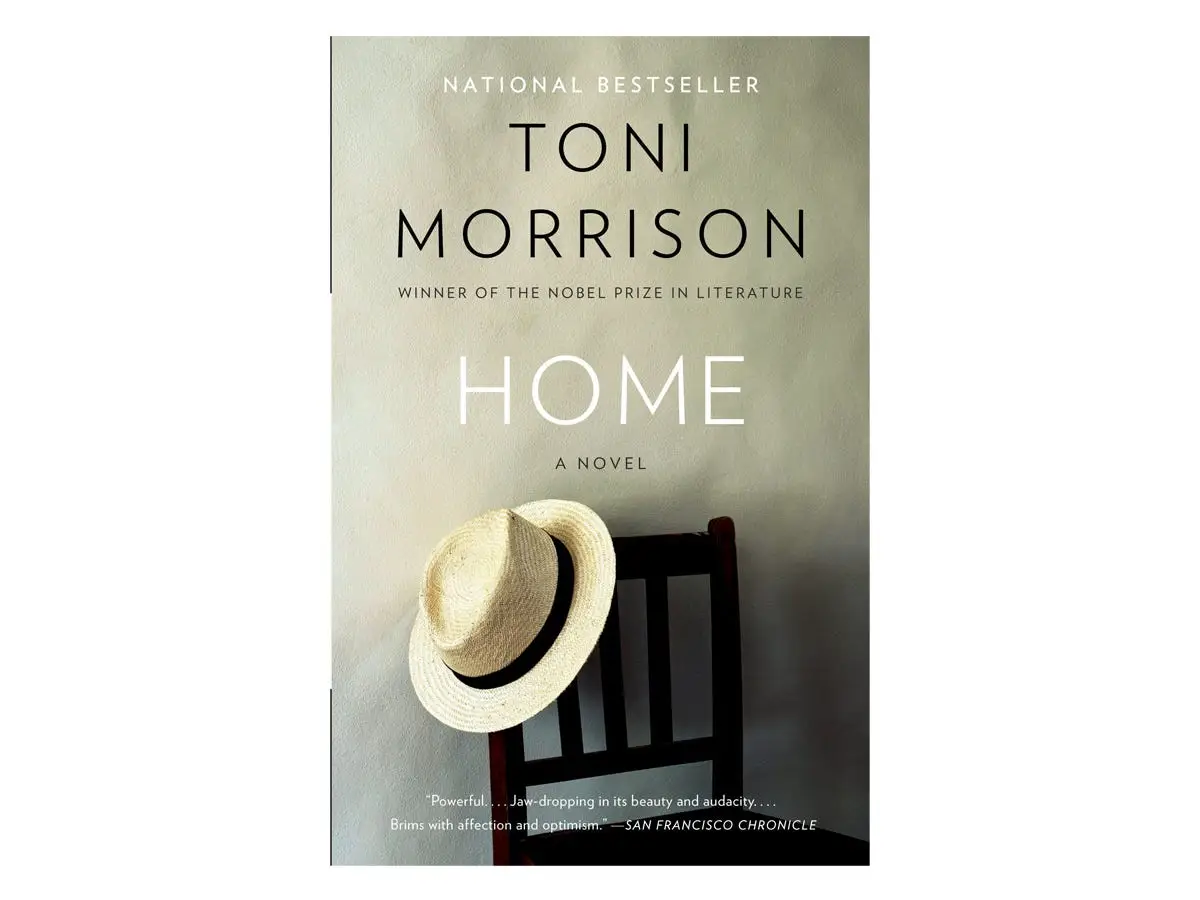 NATIONAL BESTSELLER
TONI
MORRISON
WINNER OF THE NOBEL PRIZE IN LITERATURE
HOME
A NOVEL
“Powerful. . . . Jaw-dropping in its beauty and audacity. . . .
Brims with affection and optimism.” —SAN FRANCISCO CHRONICLE